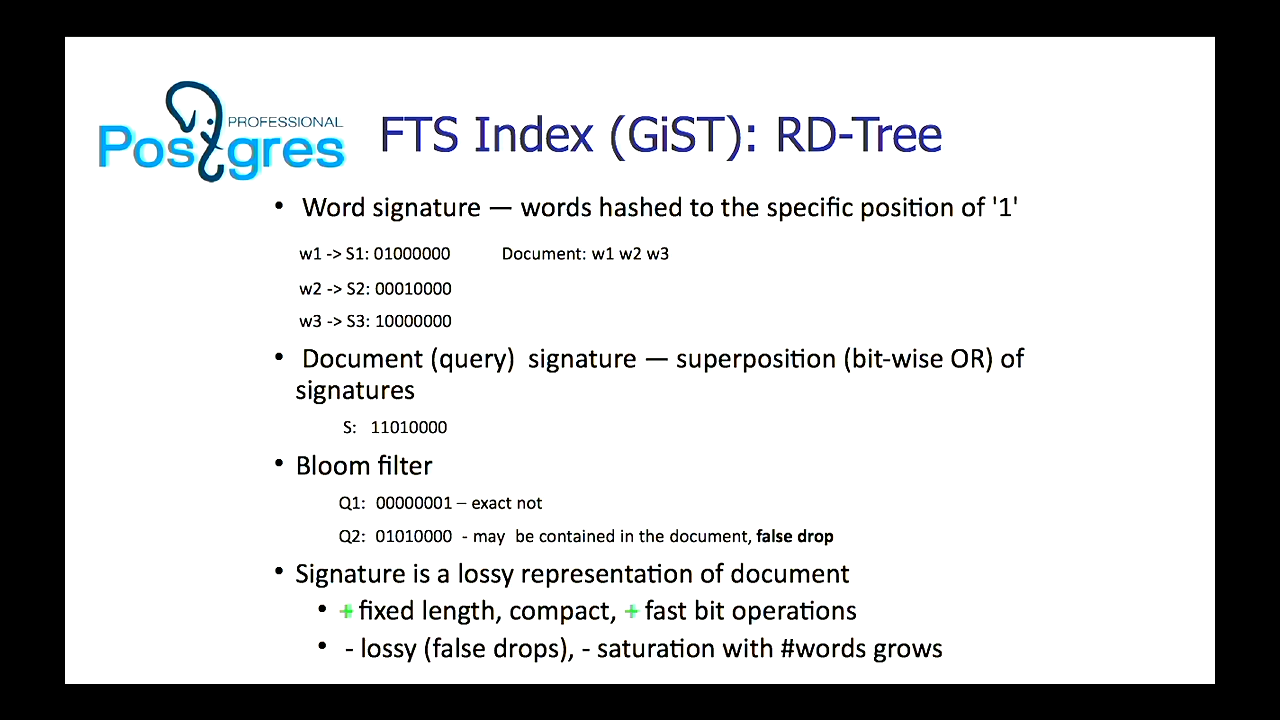 PROFESSIONAL
Postgres
FTS Index (GiST): RD-Tree
• Word signature — words hashed to the specific position of '1'
w1 -> S1: 01000000 Document: w1 w2 w3
w2 -> S2: 00010000
w3 -> S3: 10000000
• Document (query) signature — superposition (bit-wise OR) of
signatures
S: 11010000
• Bloom filter
Q1: 00000001 – exact not
Q2: 01010000 - may be contained in the document, false drop
• Signature is a lossy representation of document
• + fixed length, compact, + fast bit operations
• - lossy (false drops), - saturation with #words grows